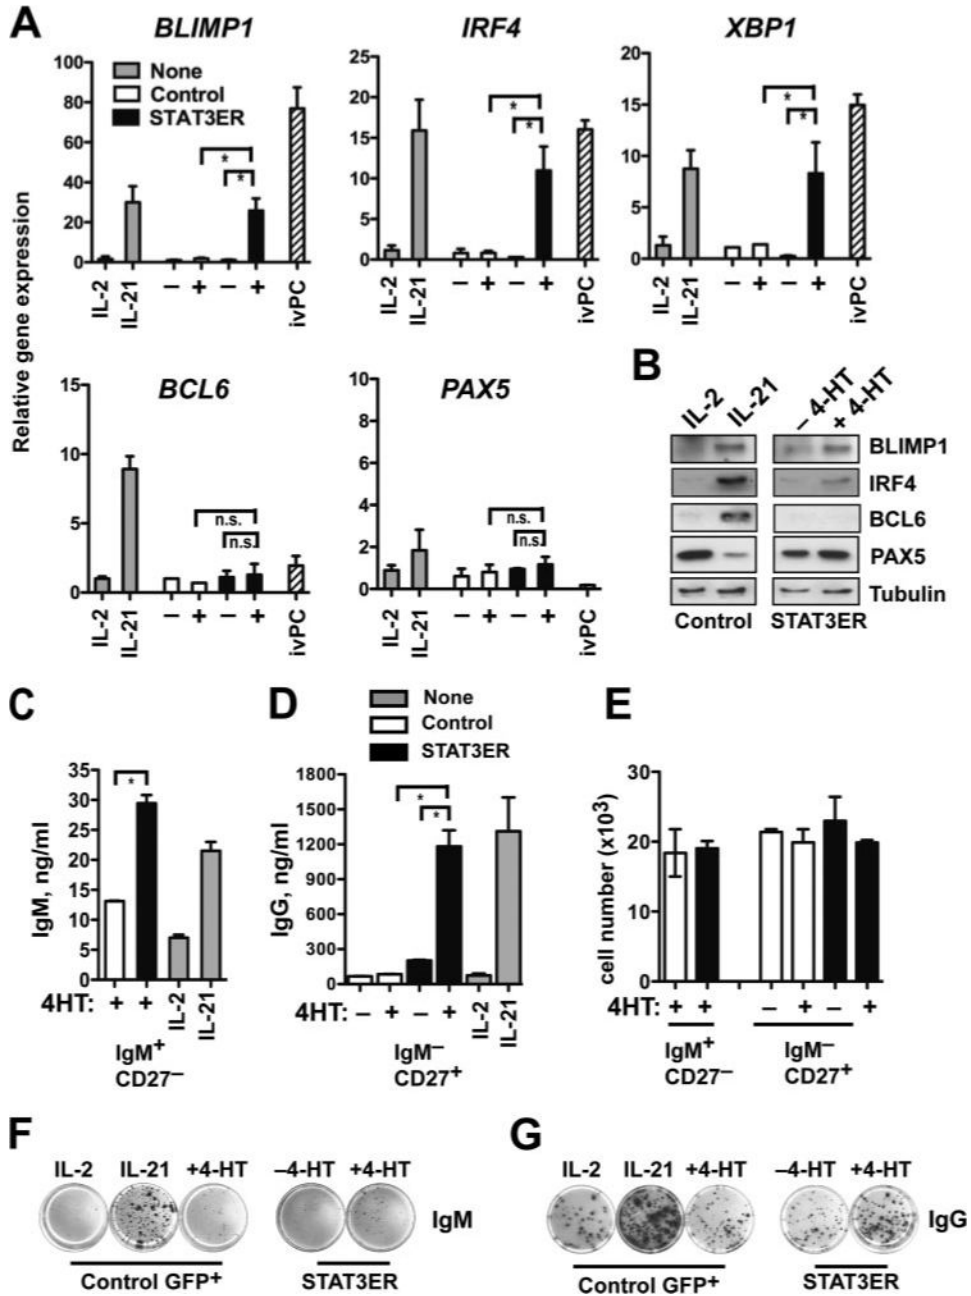 A
BLIMP1
IRF4
XBP1
None
Control
STAT3ER
Relative gene expression
100
80
60
40
20
0
* *
IL-2 IL-21 – + – + ivPC
25
20
15
10
5
0
* *
IL-2 IL-21 – + – + ivPC
20
15
10
5
0
* *
IL-2 IL-21 – + – + ivPC
BCL6
15
10
5
0
n.s.
n.s.
IL-2 IL-21 – + – + ivPC
PAX5
10
8
6
4
2
0
n.s.
n.s.
IL-2 IL-21 – + – + ivPC
B
IL-2 IL-21 – 4-HT + 4-HT
BLIMP1
IRF4
BCL6
PAX5
Tubulin
Control STAT3ER
C
IgM, ng/ml
35
30
25
20
15
10
5
0
*
4HT: + + IL-2 IL-21
IgM+
CD27–
D
None
Control
STAT3ER
IgG, ng/ml
1800
1500
1200
900
600
300
0
*
*
4HT: – + – + IL-2 IL-21
IgM–
CD27+
E
cell number (x10³)
30
20
10
0
4HT: + + – + – +
IgM+ IgM–
CD27– CD27+
F
IL-2 IL-21 +4-HT –4-HT +4-HT
IgM
Control GFP+ STAT3ER
G
IL-2 IL-21 +4-HT –4-HT +4-HT
IgG
Control GFP+ STAT3ER